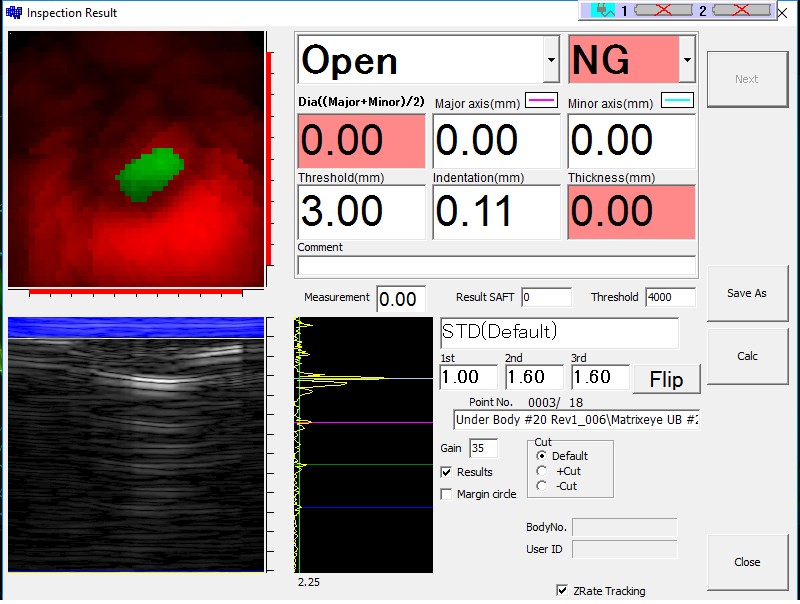 Inspection Result
1 2
Open NG
Next
Dia((Major+Minor)/2) Major axis(mm) Minor axis(mm)
0.00 0.00 0.00
Threshold(mm) Indentation(mm) Thickness(mm)
3.00 0.11 0.00
Comment
Measurement 0.00 Result SAFT 0 Threshold 4000
Save As
STD(Default)
1st 2nd 3rd
1.00 1.60 1.60 Flip
Calc
Point No. 0003/ 18
Under Body #20 Rev1_006\Matrixeye UB #2
Gain 35
Cut
Default
+Cut
-Cut
Results
Margin circle
BodyNo.
User ID
Close
2.25
ZRate Tracking